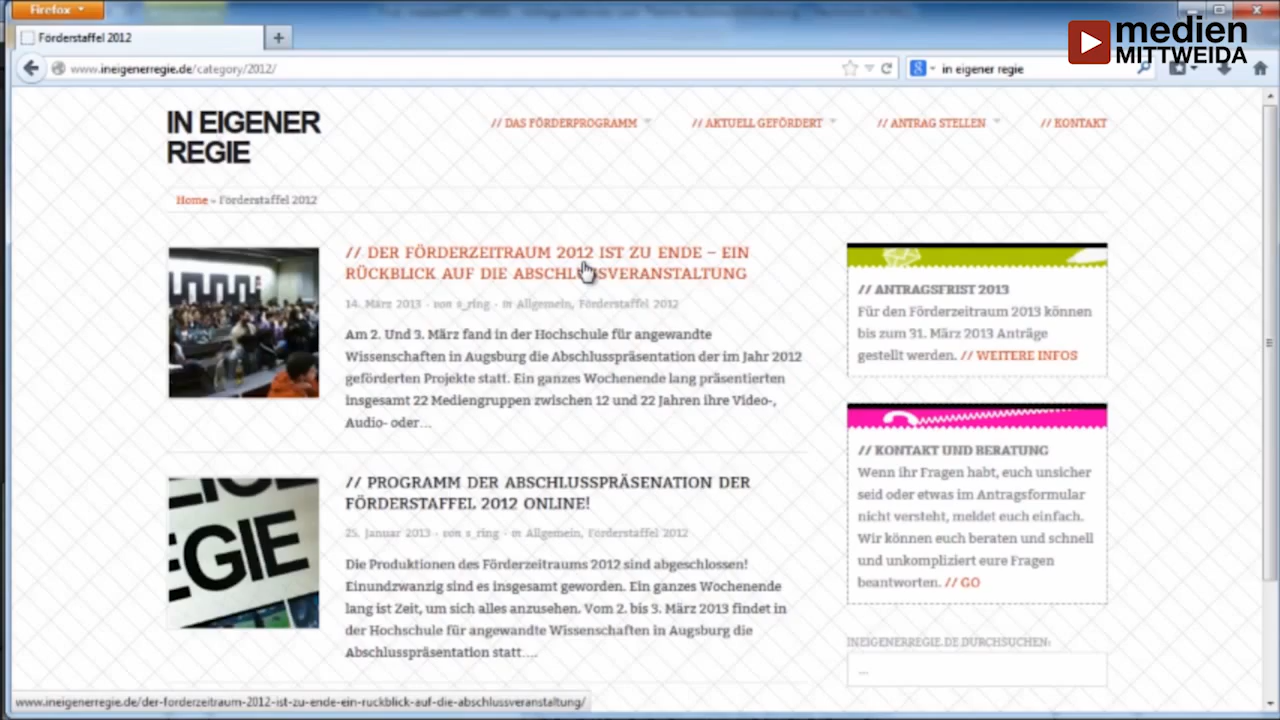 Firefox
Förderstaffel 2012
medien
MITTWEIDA
www.ineigenerregie.de/category/2012/
in eigener regie
IN EIGENER
REGIE
// DAS FÖRDERPROGRAMM
// AKTUELL GEFÖRDERT
// ANTRAG STELLEN
// KONTAKT
Home » Förderstaffel 2012
// DER FÖRDERZEITRAUM 2012 IST ZU ENDE – EIN
RÜCKBLICK AUF DIE ABSCHLUSSVERANSTALTUNG
14. März 2013 · von s_ring · in Allgemein, Förderstaffel 2012
Am 2. Und 3. März fand in der Hochschule für angewandte
Wissenschaften in Augsburg die Abschlusspräsentation der im Jahr 2012
geförderten Projekte statt. Ein ganzes Wochenende lang präsentierten
insgesamt 22 Mediengruppen zwischen 12 und 22 Jahren ihre Video-,
Audio- oder…
// ANTRAGSFRIST 2013
Für den Förderzeitraum 2013 können
bis zum 31. März 2013 Anträge
gestellt werden. // WEITERE INFOS
// KONTAKT UND BERATUNG
Wenn ihr Fragen habt, euch unsicher
seid oder etwas im Antragsformular
nicht versteht, meldet euch einfach.
Wir können euch beraten und schnell
und unkompliziert eure Fragen
beantworten. // GO
EIGE
EGIE
// PROGRAMM DER ABSCHLUSSPRÄSENATION DER
FÖRDERSTAFFEL 2012 ONLINE!
25. Januar 2013 · von s_ring · in Allgemein, Förderstaffel 2012
Die Produktionen des Förderzeitraums 2012 sind abgeschlossen!
Einundzwanzig sind es insgesamt geworden. Ein ganzes Wochenende
lang ist Zeit, um sich alles anzusehen. Vom 2. bis 3. März 2013 findet in
der Hochschule für angewandte Wissenschaften in Augsburg die
Abschlusspräsentation statt….
INEIGENERREGIE.DE DURCHSUCHEN:
...
www.ineigenerregie.de/der-forderzeitraum-2012-ist-zu-ende-ein-ruckblick-auf-die-abschlussveranstaltung/